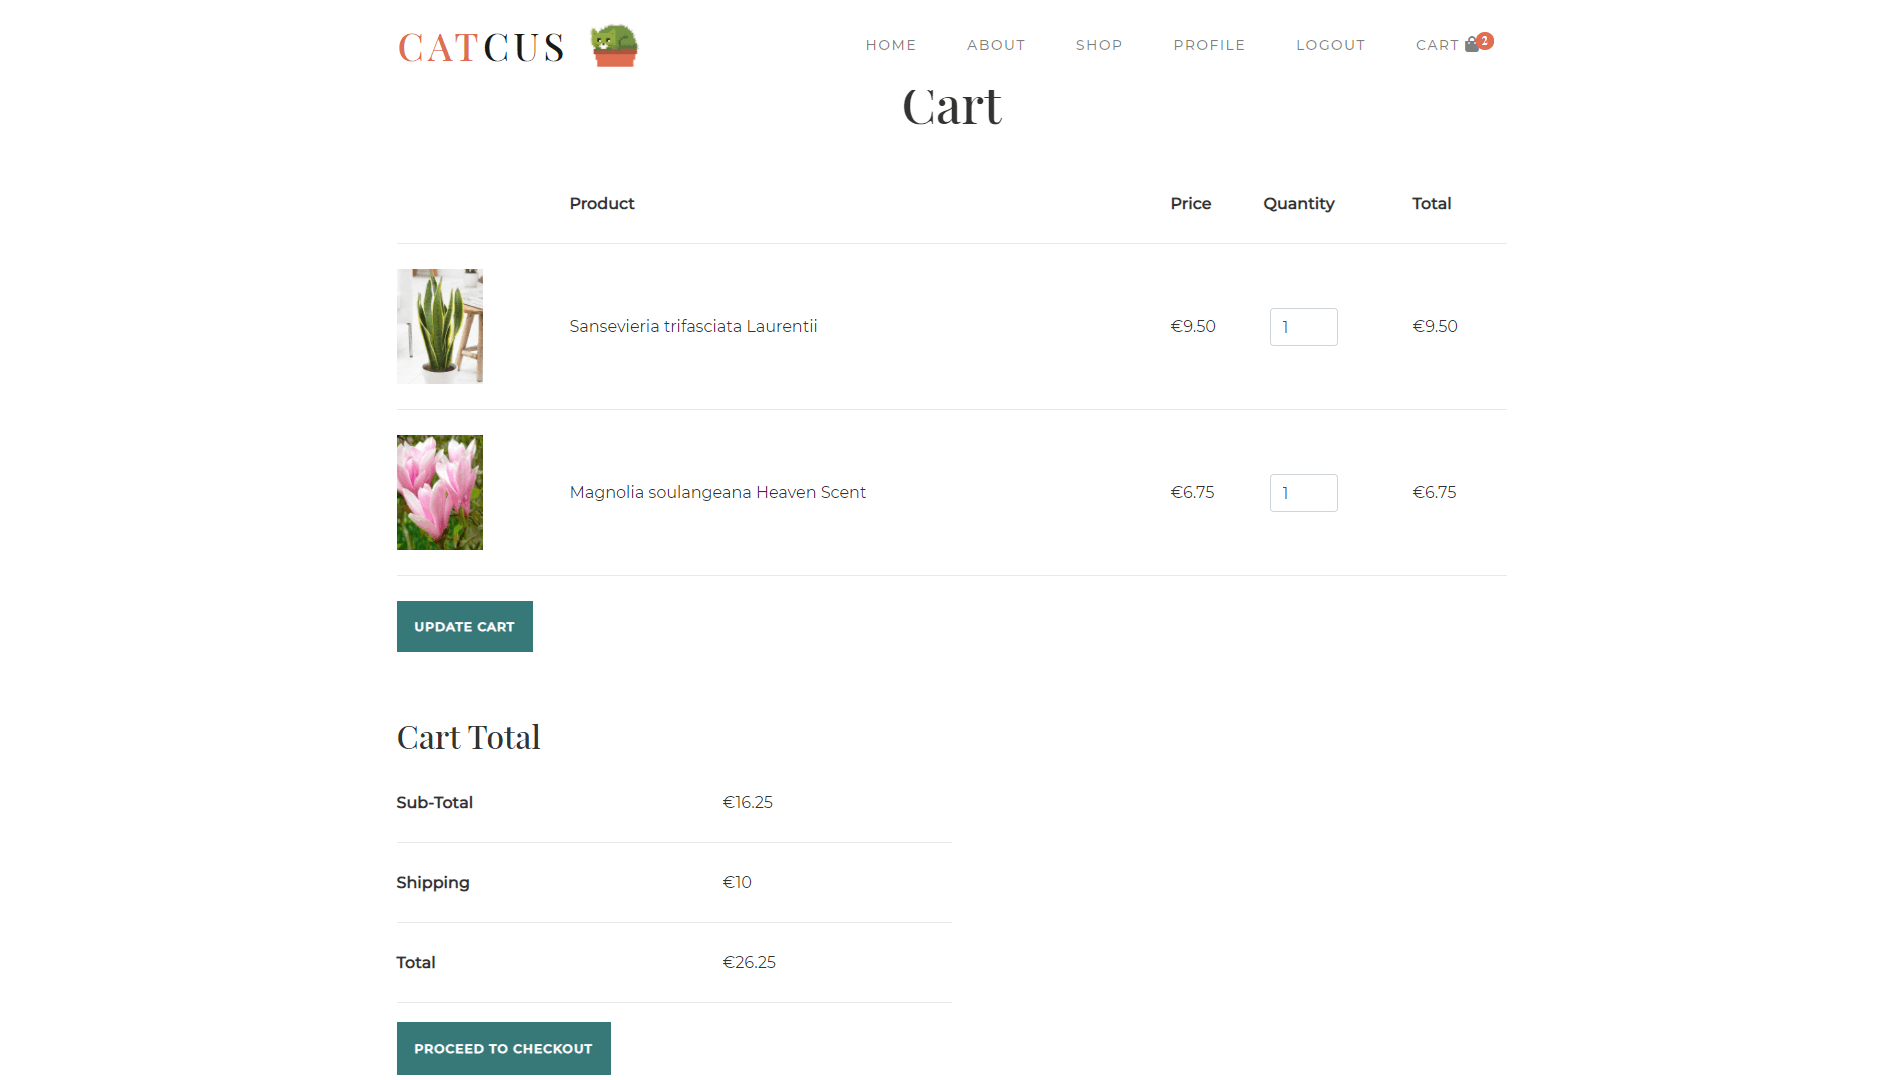 CATCUS
HOME ABOUT SHOP PROFILE LOGOUT CART 2
Cart
Product Price Quantity Total
Sansevieria trifasciata Laurentii €9.50 1 €9.50
Magnolia soulangeana Heaven Scent €6.75 1 €6.75
UPDATE CART
Cart Total
Sub-Total €16.25
Shipping €10
Total €26.25
PROCEED TO CHECKOUT